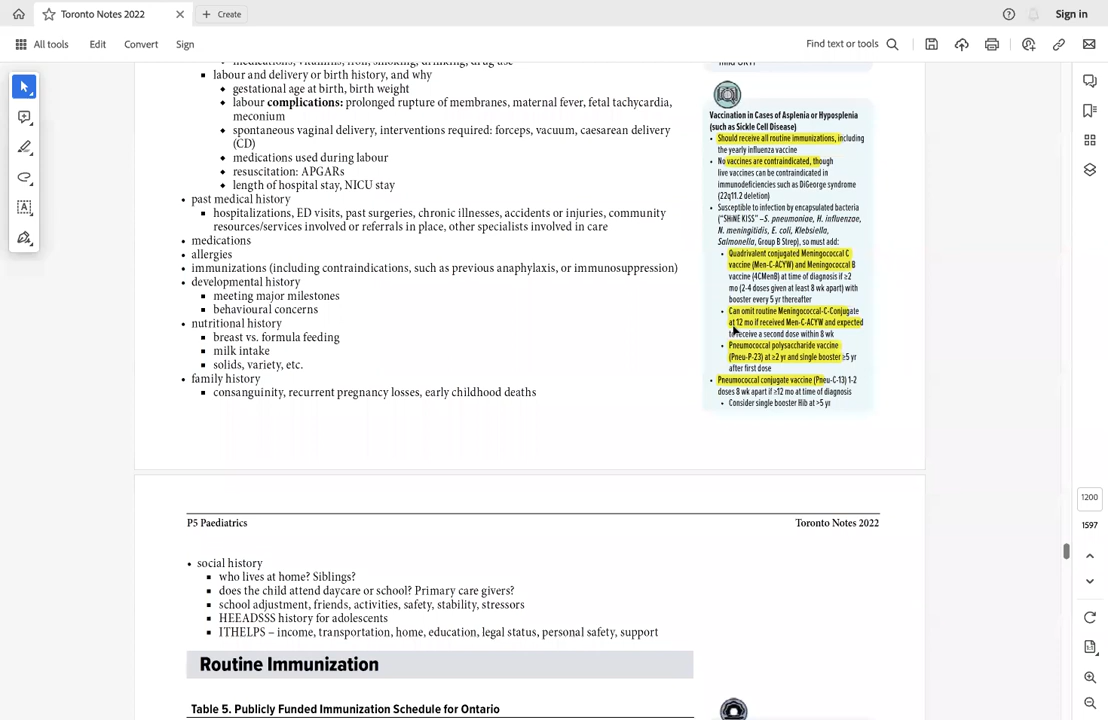 Toronto Notes 2022
Create
Sign in
All tools
Edit
Convert
Sign
Find text or tools
medications, vitamins, iron, smoking, drinking, drug use
labour and delivery or birth history, and why
gestational age at birth, birth weight
labour complications: prolonged rupture of membranes, maternal fever, fetal tachycardia,
meconium
spontaneous vaginal delivery, interventions required: forceps, vacuum, caesarean delivery
(CD)
medications used during labour
resuscitation: APGARs
length of hospital stay, NICU stay
• past medical history
hospitalizations, ED visits, past surgeries, chronic illnesses, accidents or injuries, community
resources/services involved or referrals in place, other specialists involved in care
• medications
• allergies
• immunizations (including contraindications, such as previous anaphylaxis, or immunosuppression)
• developmental history
meeting major milestones
behavioural concerns
• nutritional history
breast vs. formula feeding
milk intake
solids, variety, etc.
• family history
consanguinity, recurrent pregnancy losses, early childhood deaths
Vaccination in Cases of Asplenia or Hyposplenia
(such as Sickle Cell Disease)
• Should receive all routine immunizations, including
the yearly influenza vaccine
• No vaccines are contraindicated, though
live vaccines can be contraindicated in
immunodeficiencies such as DiGeorge syndrome
(22q11.2 deletion)
• Susceptible to infection by encapsulated bacteria
("SHiNE KISS" –S. pneumoniae, H. influenzae,
N. meningitidis, E. coli, Klebsiella,
Salmonella, Group B Strep), so must add:
• Quadrivalent conjugated Meningococcal C
vaccine (Men-C-ACYW) and Meningococcal B
vaccine (4CMenB) at time of diagnosis if ≥2
mo (2-4 doses given at least 8 wk apart) with
booster every 5 yr thereafter
• Can omit routine Meningococcal-C-Conjugate
at 12 mo if received Men-C-ACYW and expected
to receive a second dose within 8 wk
• Pneumococcal polysaccharide vaccine
(Pneu-P-23) at ≥2 yr and single booster ≥5 yr
after first dose
• Pneumococcal conjugate vaccine (Pneu-C-13) 1-2
doses 8 wk apart if ≥12 mo at time of diagnosis
• Consider single booster Hib at >5 yr
P5 Paediatrics
Toronto Notes 2022
• social history
who lives at home? Siblings?
does the child attend daycare or school? Primary care givers?
school adjustment, friends, activities, safety, stability, stressors
HEEADSSS history for adolescents
ITHELPS – income, transportation, home, education, legal status, personal safety, support
Routine Immunization
Table 5. Publicly Funded Immunization Schedule for Ontario
1200
1597